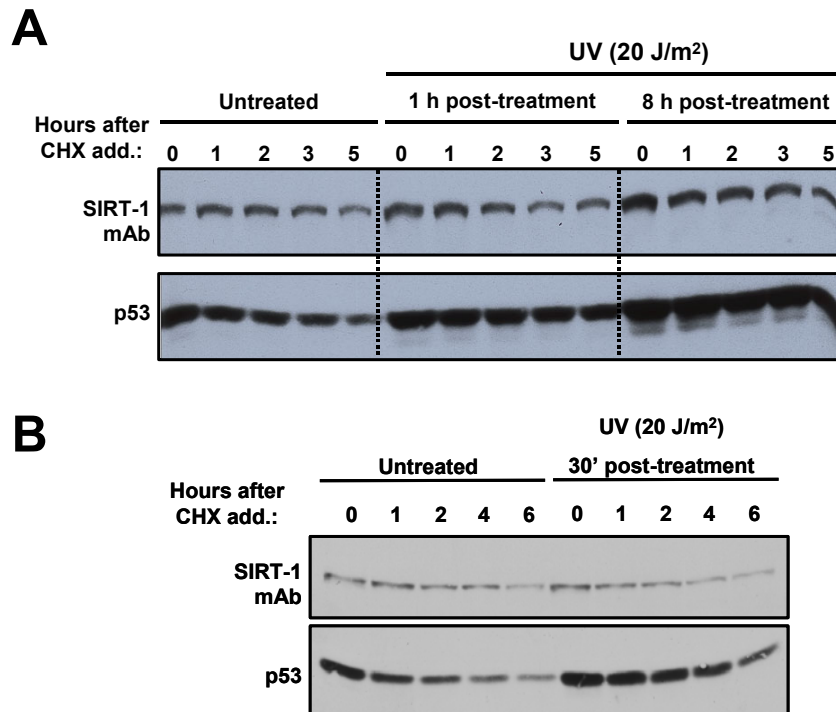 A
UV (20 J/m²)
Untreated
1 h post-treatment
8 h post-treatment
Hours after
CHX add.:
0 1 2 3 5 0 1 2 3 5 0 1 2 3 5
SIRT-1
mAb
p53
B
UV (20 J/m²)
Untreated
30’ post-treatment
Hours after
CHX add.:
0 1 2 4 6 0 1 2 4 6
SIRT-1
mAb
p53